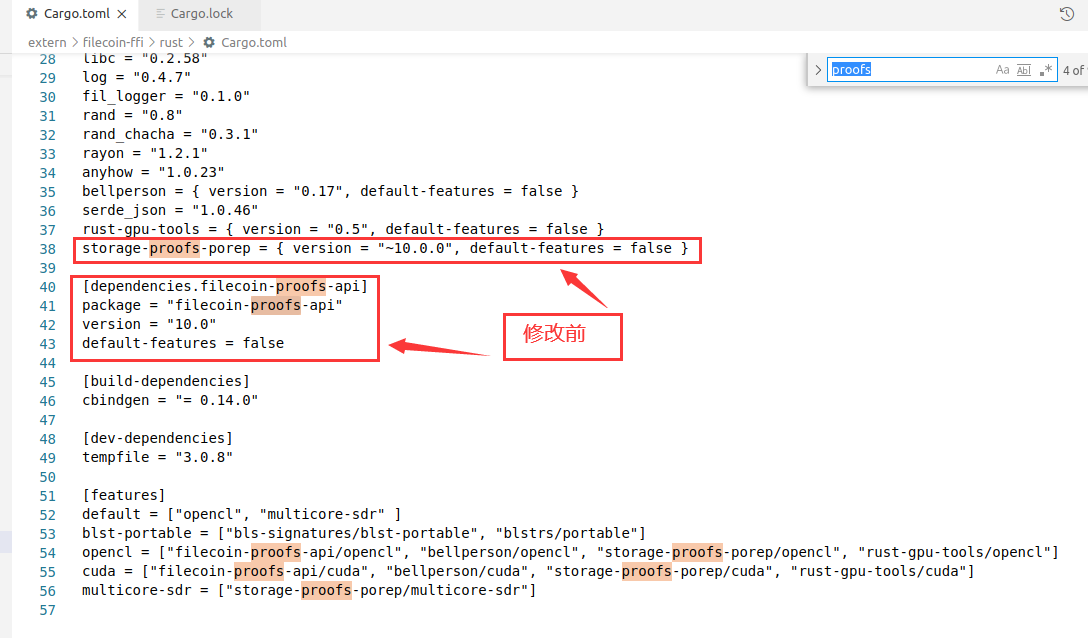 Cargo.toml Cargo.lock
extern > filecoin-ffi > rust > Cargo.toml
proofs Aa Abl .* 4 of
28 libc = "0.2.58"
29 log = "0.4.7"
30 fil_logger = "0.1.0"
31 rand = "0.8"
32 rand_chacha = "0.3.1"
33 rayon = "1.2.1"
34 anyhow = "1.0.23"
35 bellperson = { version = "0.17", default-features = false }
36 serde_json = "1.0.46"
37 rust-gpu-tools = { version = "0.5", default-features = false }
38 storage-proofs-porep = { version = "~10.0.0", default-features = false }
39
40 [dependencies.filecoin-proofs-api]
41 package = "filecoin-proofs-api"
42 version = "10.0"
修改前
43 default-features = false
44
45 [build-dependencies]
46 cbindgen = "= 0.14.0"
47
48 [dev-dependencies]
49 tempfile = "3.0.8"
50
51 [features]
52 default = ["opencl", "multicore-sdr" ]
53 blst-portable = ["bls-signatures/blst-portable", "blstrs/portable"]
54 opencl = ["filecoin-proofs-api/opencl", "bellperson/opencl", "storage-proofs-porep/opencl", "rust-gpu-tools/opencl"]
55 cuda = ["filecoin-proofs-api/cuda", "bellperson/cuda", "storage-proofs-porep/cuda", "rust-gpu-tools/cuda"]
56 multicore-sdr = ["storage-proofs-porep/multicore-sdr"]
57